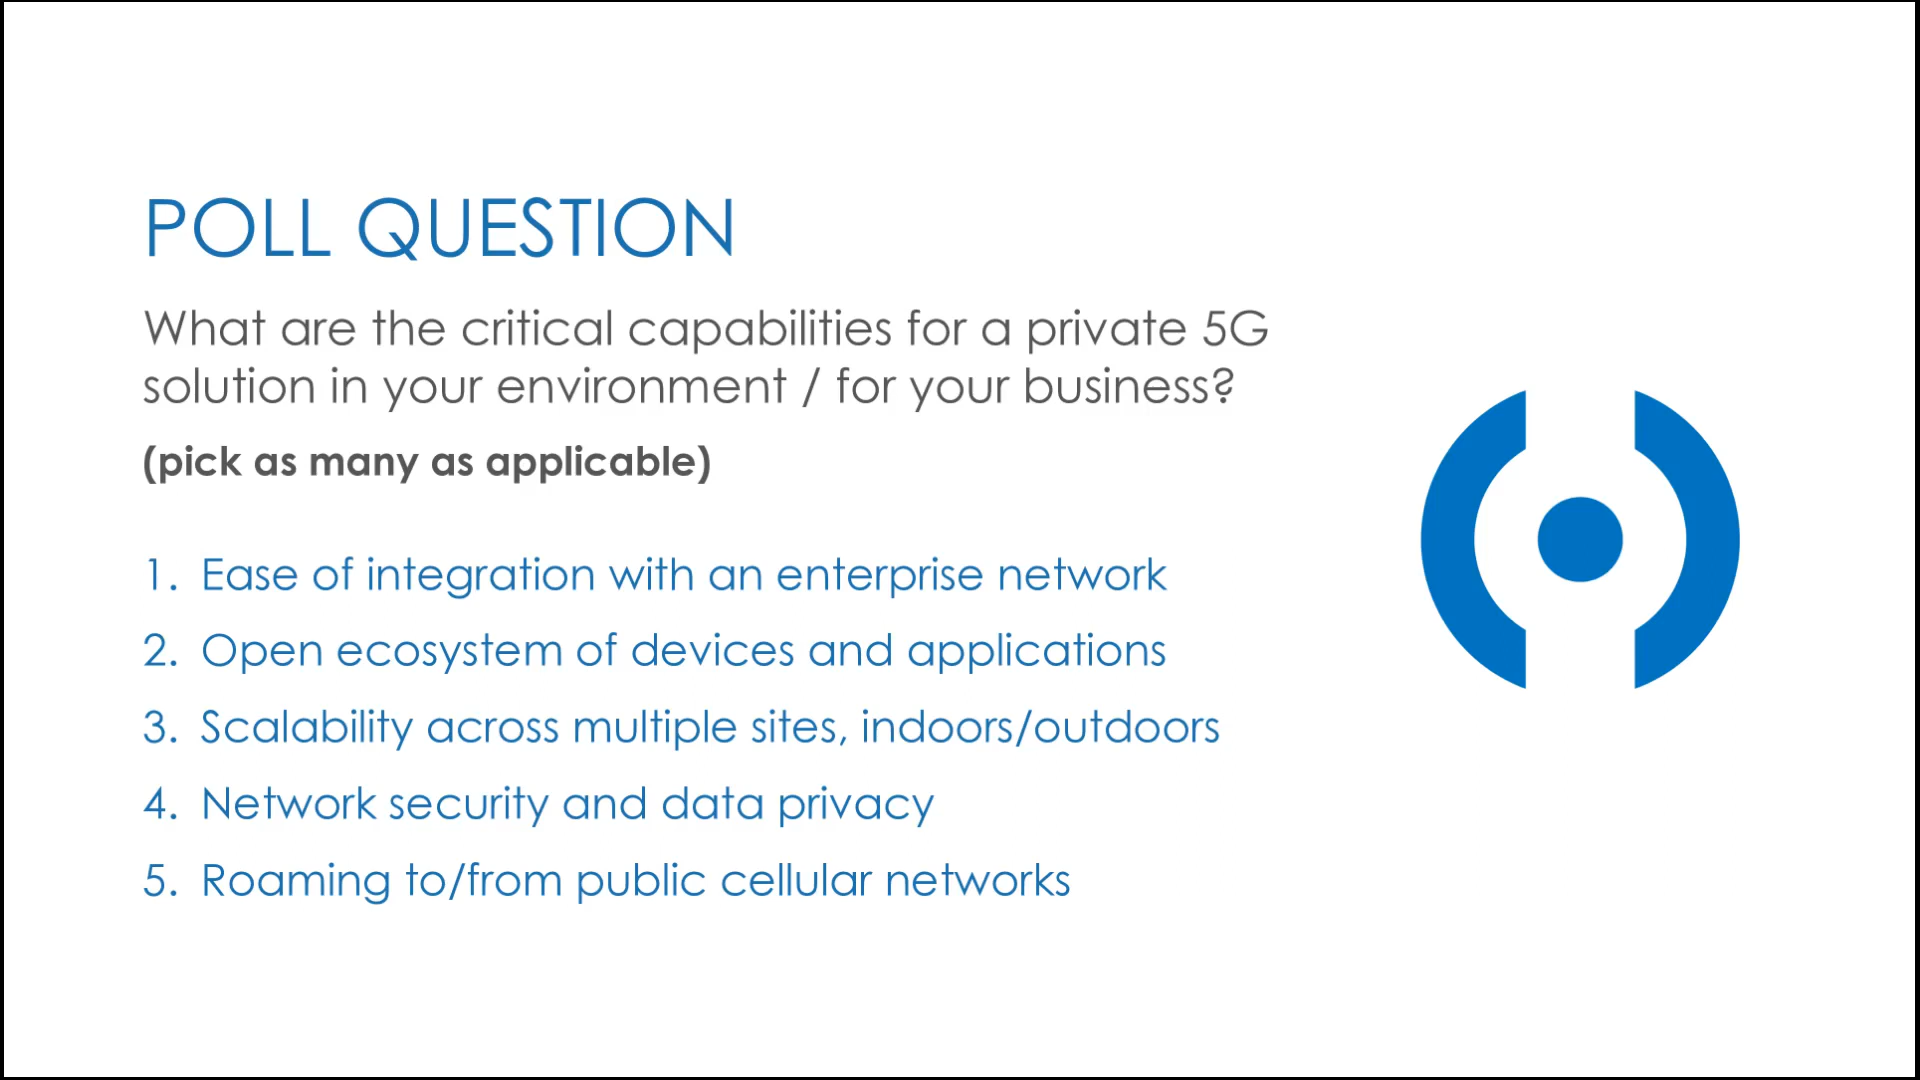 POLL QUESTION
What are the critical capabilities for a private 5G
solution in your environment / for your business?
(pick as many as applicable)
1. Ease of integration with an enterprise network
2. Open ecosystem of devices and applications
3. Scalability across multiple sites, indoors/outdoors
4. Network security and data privacy
5. Roaming to/from public cellular networks